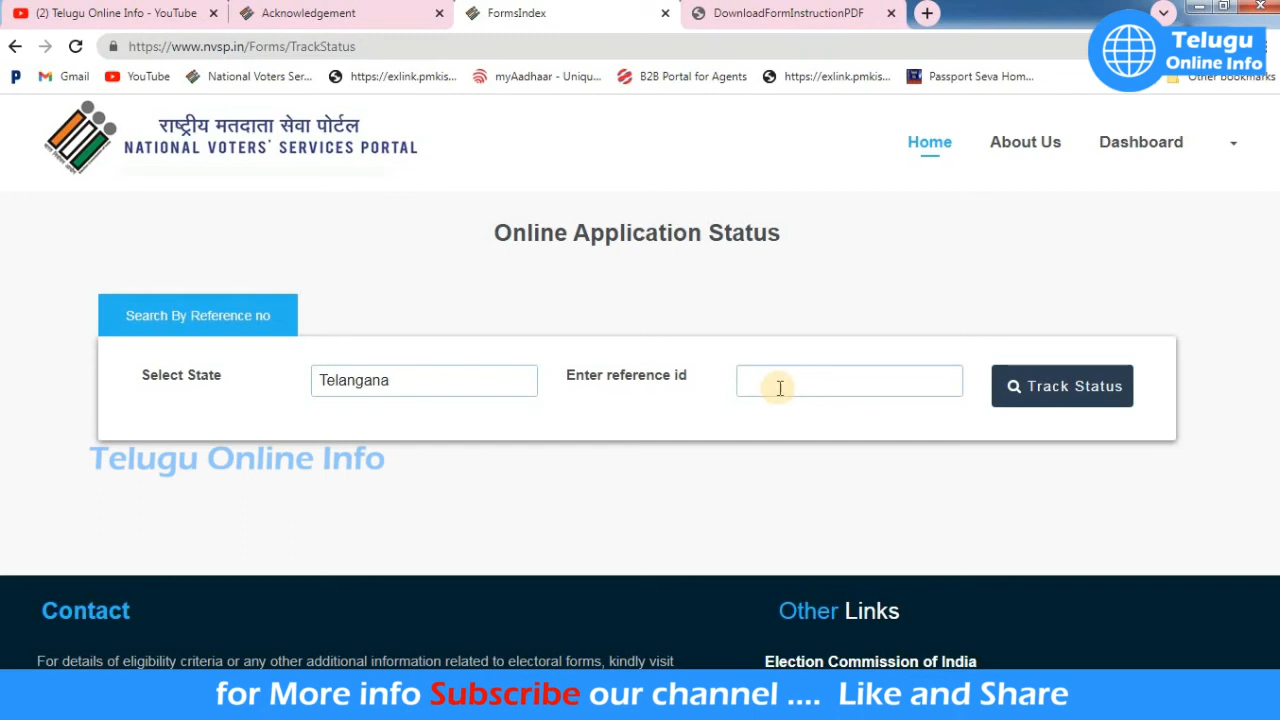 (2) Telugu Online Info - YouTube
Acknowledgement
FormsIndex
DownloadFormInstructionPDF
https://www.nvsp.in/Forms/TrackStatus
Telugu
Online Info
Gmail
YouTube
National Voters Ser...
https://exlink.pmkis...
myAadhaar - Uniqu...
B2B Portal for Agents
https://exlink.pmkis...
Passport Seva Hom...
Other bookmarks
राष्ट्रीय मतदाता सेवा पोर्टल
NATIONAL VOTERS' SERVICES PORTAL
Home
About Us
Dashboard
Online Application Status
Search By Reference no
Select State
Telangana
Enter reference id
Track Status
Telugu Online Info
Contact
Other Links
For details of eligibility criteria or any other additional information related to electoral forms, kindly visit
Election Commission of India
for More info Subscribe our channel .... Like and Share